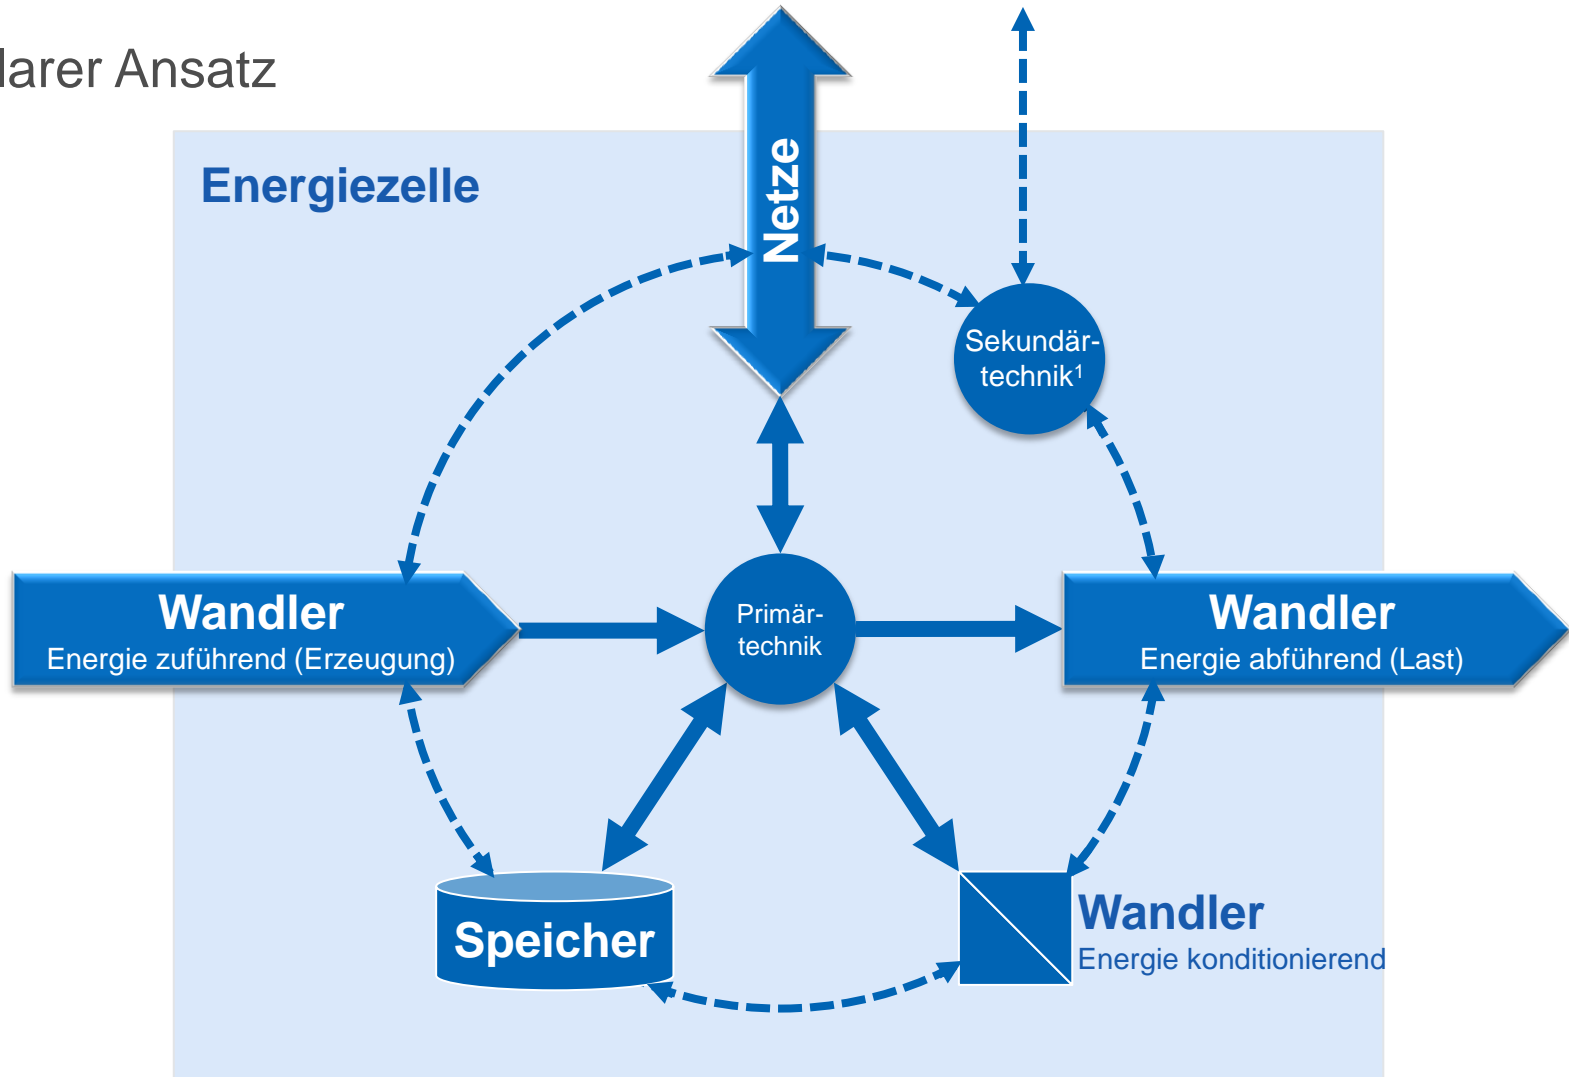 larer Ansatz
Energiezelle
Netze
Sekundär-
technik¹
Wandler
Energie zuführend (Erzeugung)
Primär-
technik
Wandler
Energie abführend (Last)
Speicher
Wandler
Energie konditionierend